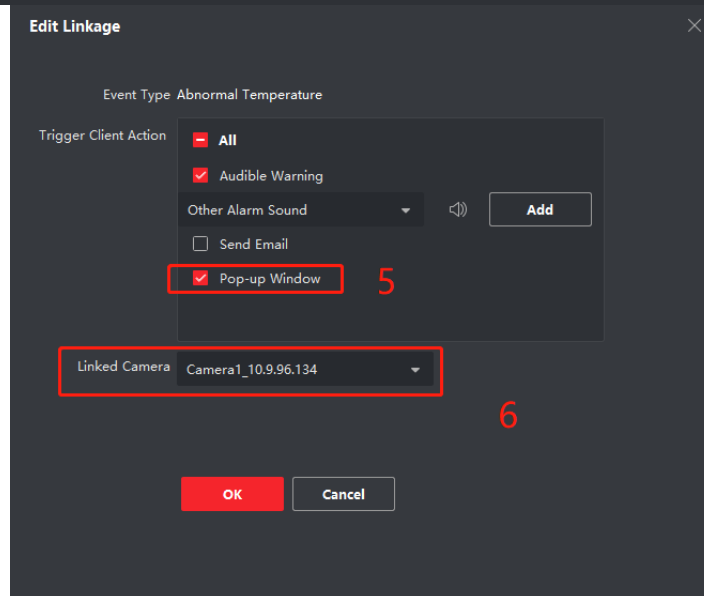 Edit Linkage
Event Type Abnormal Temperature
Trigger Client Action
All
Audible Warning
Other Alarm Sound
Add
Send Email
Pop-up Window
5
Linked Camera Camera1_10.9.96.134
6
OK
Cancel